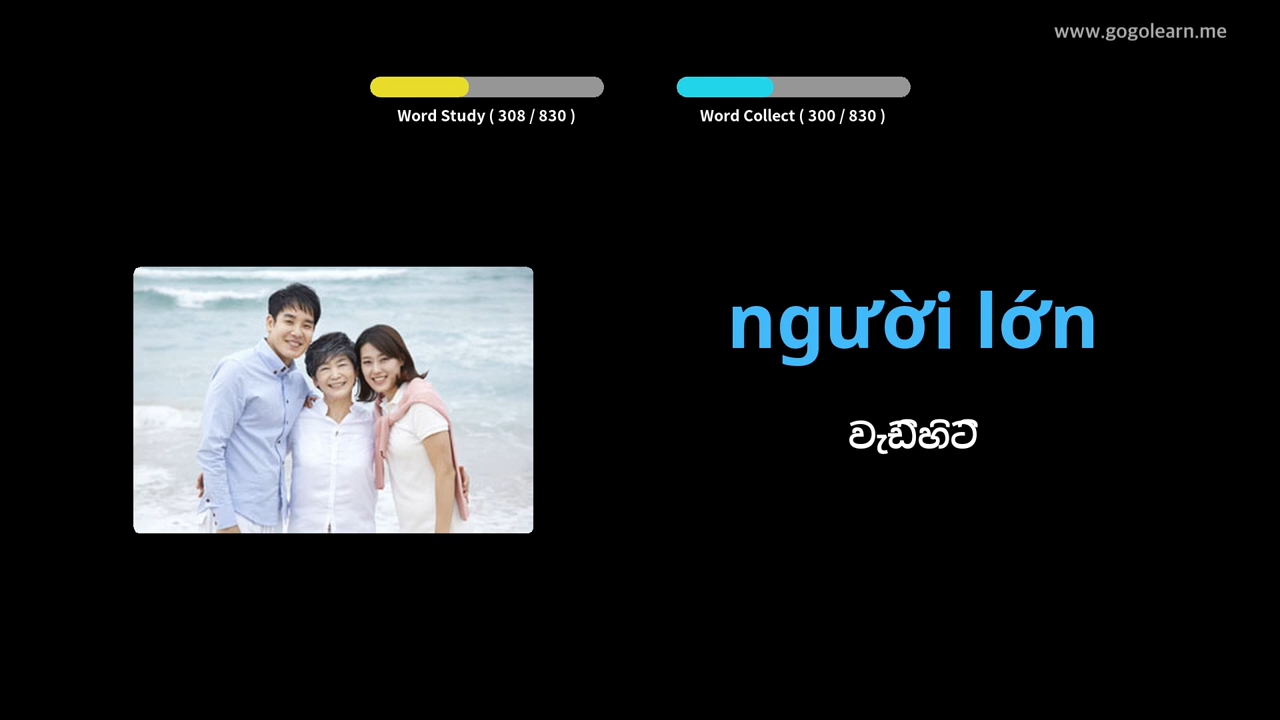 www.gogolearn.me
Word Study ( 308 / 830 )
Word Collect ( 300 / 830 )
người lớn
වැඩිහිටි